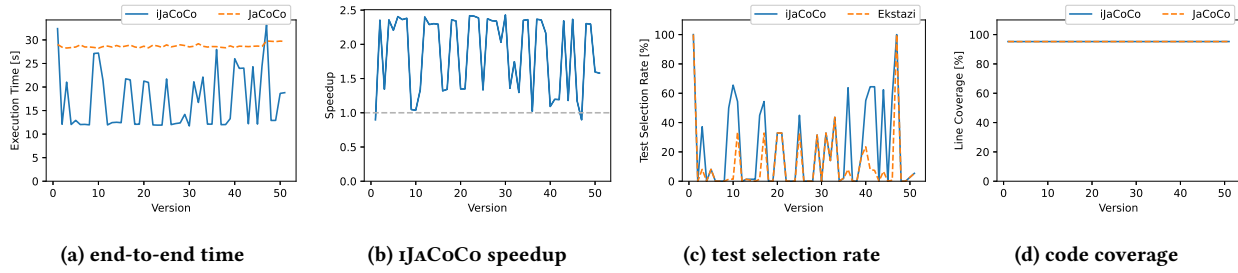 iJaCoCo JaCoCo
Execution Time [s]
30
25
20
15
10
5
0
0 10 20 30 40 50
Version
(a) end-to-end time
Speedup
2.5
2.0
1.5
1.0
0.5
0.0
0 10 20 30 40 50
Version
(b) IJACOCO speedup
iJaCoCo Ekstazi
Test Selection Rate [%]
100
80
60
40
20
0
0 10 20 30 40 50
Version
(c) test selection rate
iJaCoCo JaCoCo
Line Coverage [%]
100
80
60
40
20
0
0 10 20 30 40 50
Version
(d) code coverage